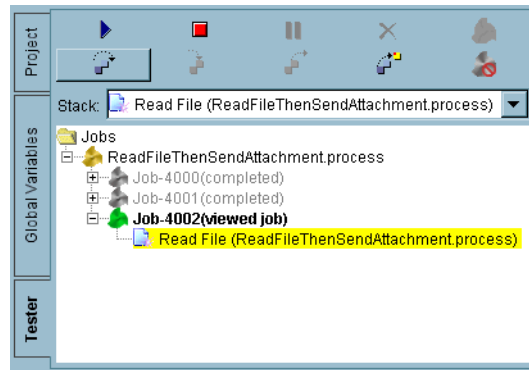 Project
Global Variables
Tester
Stack: Read File (ReadFileThenSendAttachment.process)
Jobs
ReadFileThenSendAttachment.process
Job-4000(completed)
Job-4001(completed)
Job-4002(viewed job)
Read File (ReadFileThenSendAttachment.process)